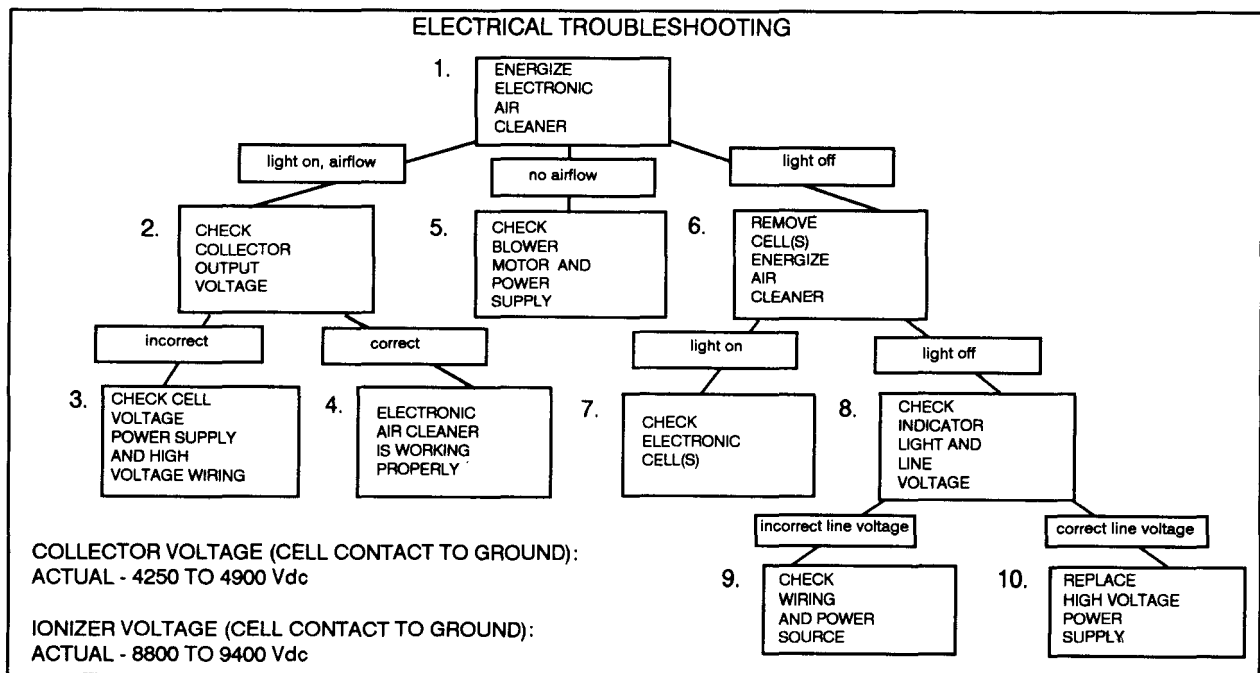 ELECTRICAL TROUBLESHOOTING
1.
ENERGIZE
ELECTRONIC
AIR
CLEANER
light on, airflow
no airflow
light off
2.
CHECK
COLLECTOR
OUTPUT
VOLTAGE
5.
CHECK
BLOWER
MOTOR AND
POWER
SUPPLY
6.
REMOVE
CELL(S)
ENERGIZE
AIR
CLEANER
incorrect
correct
light on
light off
3.
CHECK CELL
VOLTAGE
POWER SUPPLY
AND HIGH
VOLTAGE WIRING
4.
ELECTRONIC
AIR CLEANER
IS WORKING
PROPERLY
7.
CHECK
ELECTRONIC
CELL(S)
8.
CHECK
INDICATOR
LIGHT AND
LINE
VOLTAGE
incorrect line voltage
correct line voltage
9.
CHECK
WIRING
AND POWER
SOURCE
10.
REPLACE
HIGH VOLTAGE
POWER
SUPPLY
COLLECTOR VOLTAGE (CELL CONTACT TO GROUND):
ACTUAL - 4250 TO 4900 Vdc
IONIZER VOLTAGE (CELL CONTACT TO GROUND):
ACTUAL - 8800 TO 9400 Vdc